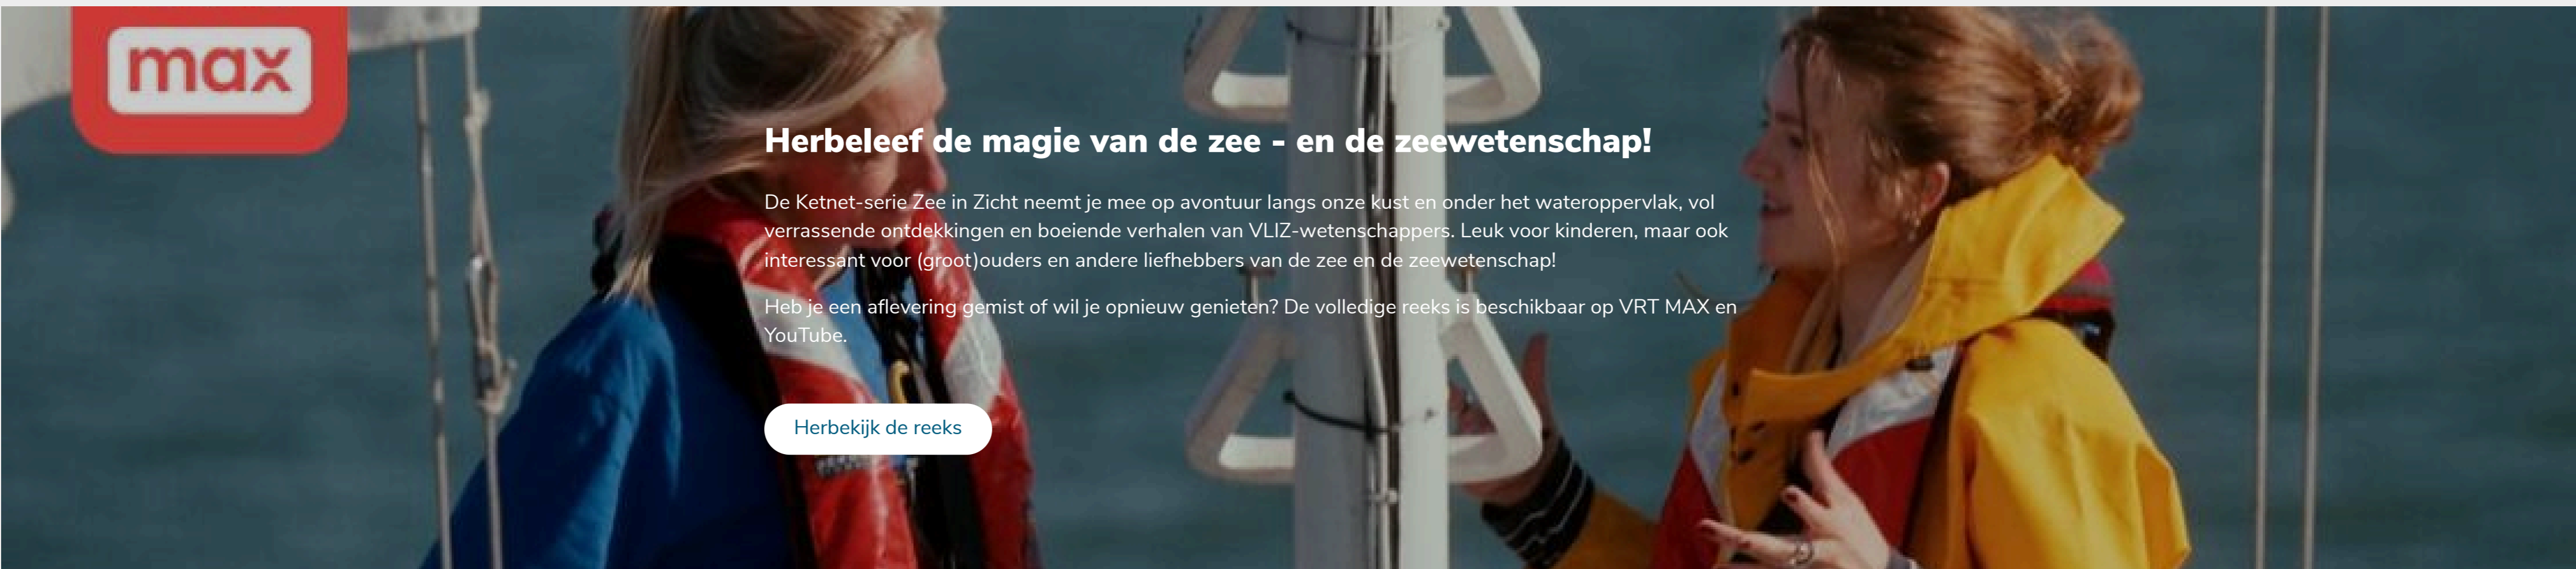 max
Herbeleef de magie van de zee - en de zeewetenschap!
De Ketnet-serie Zee in Zicht neemt je mee op avontuur langs onze kust en onder het wateroppervlak, vol
verrassende ontdekkingen en boeiende verhalen van VLIZ-wetenschappers. Leuk voor kinderen, maar ook
interessant voor (groot)ouders en andere liefhebbers van de zee en de zeewetenschap!
Heb je een aflevering gemist of wil je opnieuw genieten? De volledige reeks is beschikbaar op VRT MAX en
YouTube.
Herbekijk de reeks